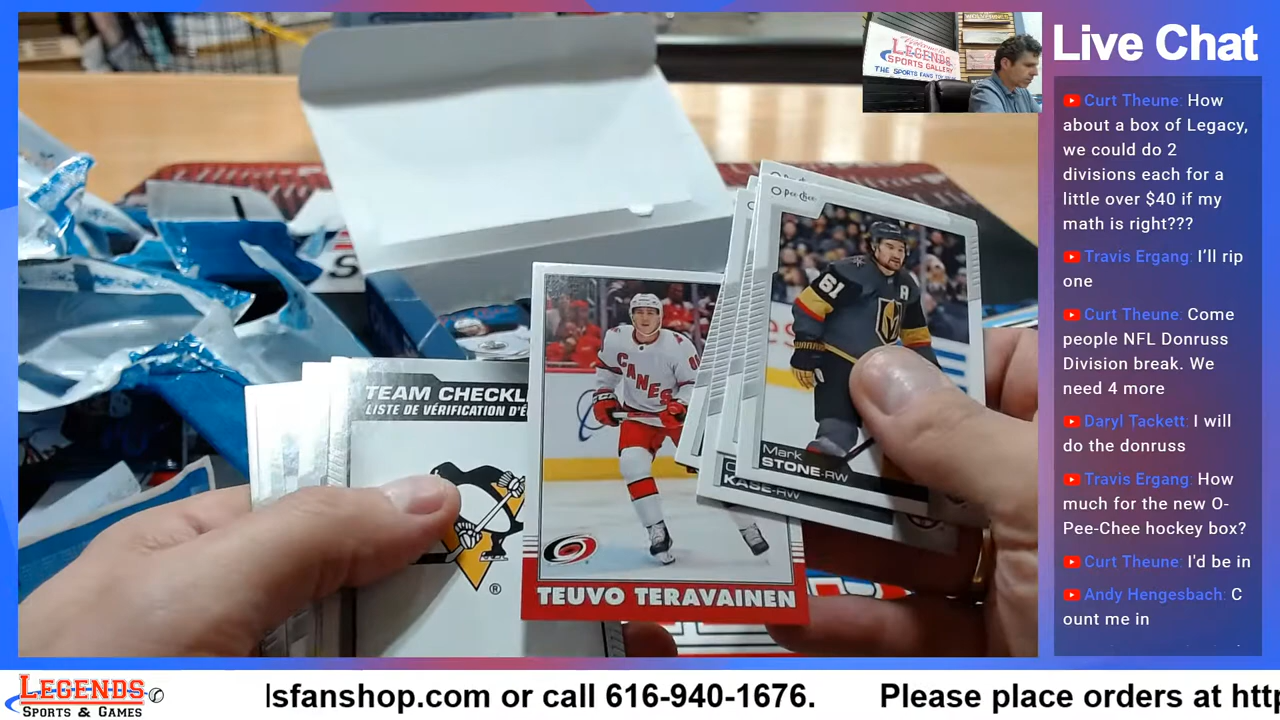 Live Chat
Curt Theune: How
about a box of Legacy,
we could do 2
divisions each for a
little over $40 if my
math is right???
Travis Ergang: I'll rip
one
Curt Theune: Come
people NFL Donruss
Division break. We
need 4 more
Daryl Tackett: I will
do the donruss
Travis Ergang: How
much for the new O-
Pee-Chee hockey box?
Curt Theune: I'd be in
Andy Hengesbach: C
ount me in
LEGENDS
SPORTS GALLERY
O Pee Chee
61
A
Mark
STONE-RW
KASE-RW
CANES
TEUVO TERAVAINEN
TEAM CHECKL
LISTE DE VÉRIFICATION D'É
®
S
LEGENDS
SPORTS & GAMES
lsfanshop.com or call 616-940-1676.
Please place orders at http